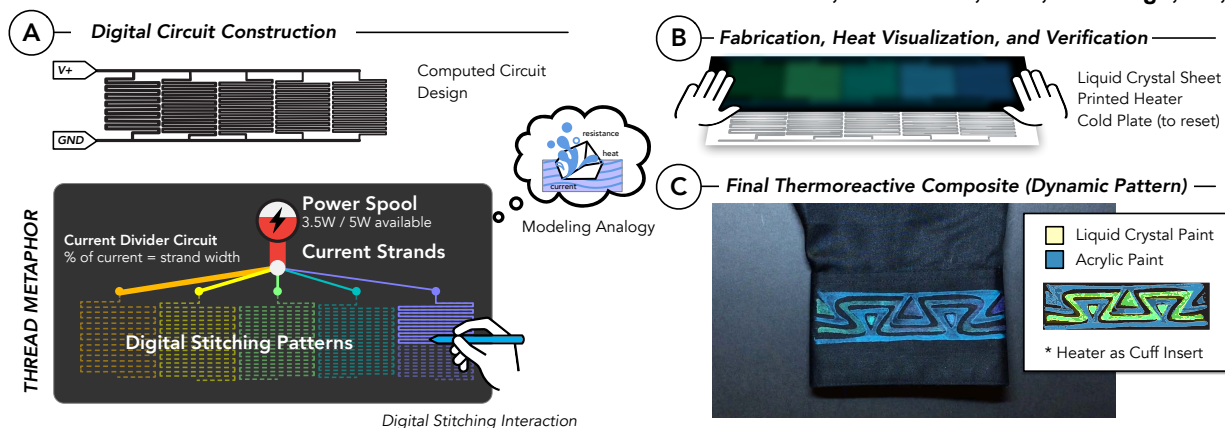 A
Digital Circuit Construction
V+
GND
Computed Circuit
Design
resistance
heat
current
Modeling Analogy
THREAD METAPHOR
Power Spool
3.5W / 5W available
Current Divider Circuit
% of current = strand width
Current Strands
Digital Stitching Patterns
Digital Stitching Interaction
B
Fabrication, Heat Visualization, and Verification
Liquid Crystal Sheet
Printed Heater
Cold Plate (to reset)
C
Final Thermoreactive Composite (Dynamic Pattern)
Liquid Crystal Paint
Acrylic Paint
* Heater as Cuff Insert